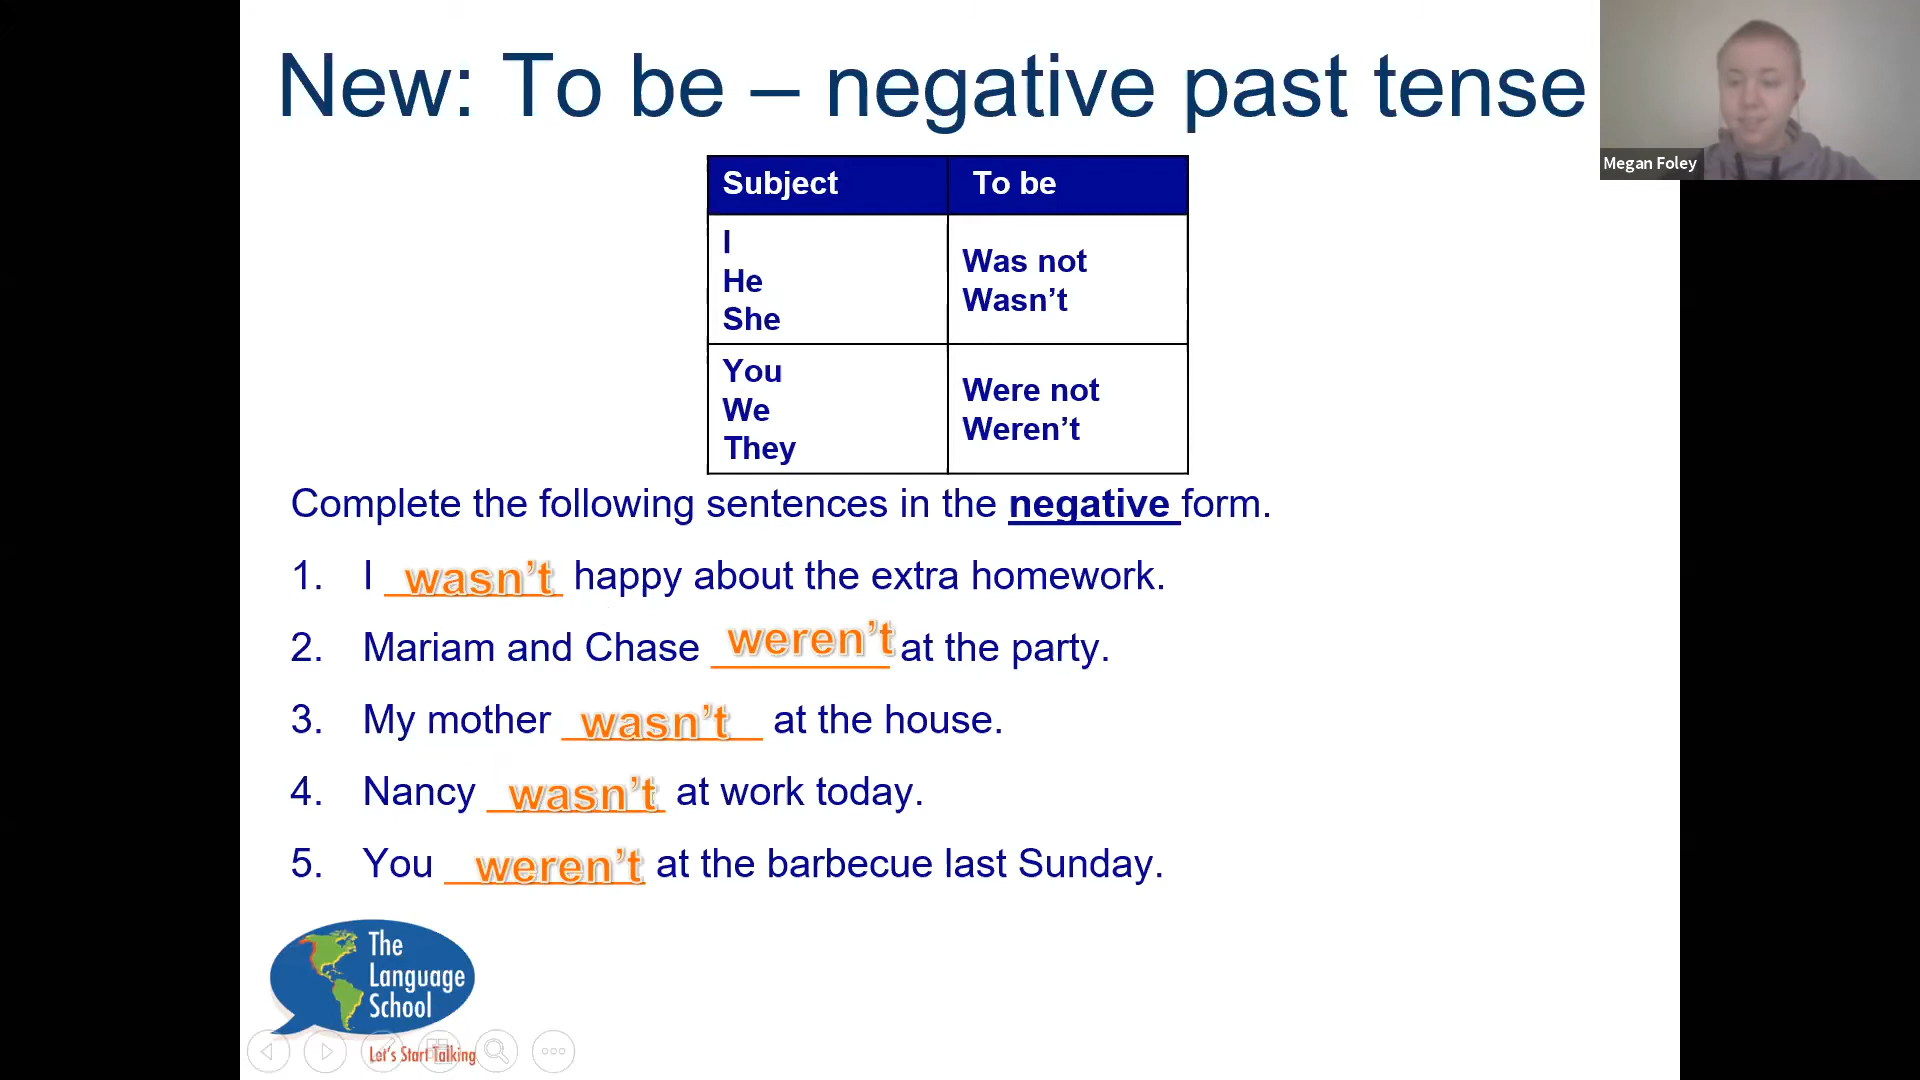 New: To be – negative past tense
Megan Foley
Subject To be
I
He
She
Was not
Wasn’t
You
We
They
Were not
Weren’t
Complete the following sentences in the negative form.
1. I wasn’t happy about the extra homework.
2. Mariam and Chase weren’t at the party.
3. My mother wasn’t at the house.
4. Nancy wasn’t at work today.
5. You weren’t at the barbecue last Sunday.
The
Language
School
Let’s Start Talking